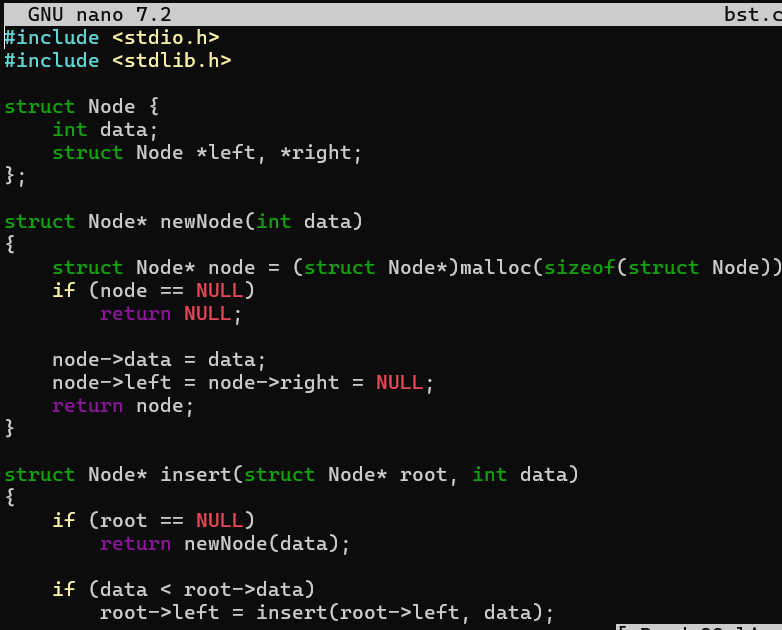 GNU nano 7.2 bst.c
#include <stdio.h>
#include <stdlib.h>

struct Node {
    int data;
    struct Node *left, *right;
};

struct Node* newNode(int data)
{
    struct Node* node = (struct Node*)malloc(sizeof(struct Node))
    if (node == NULL)
        return NULL;

    node->data = data;
    node->left = node->right = NULL;
    return node;
}

struct Node* insert(struct Node* root, int data)
{
    if (root == NULL)
        return newNode(data);

    if (data < root->data)
        root->left = insert(root->left, data);